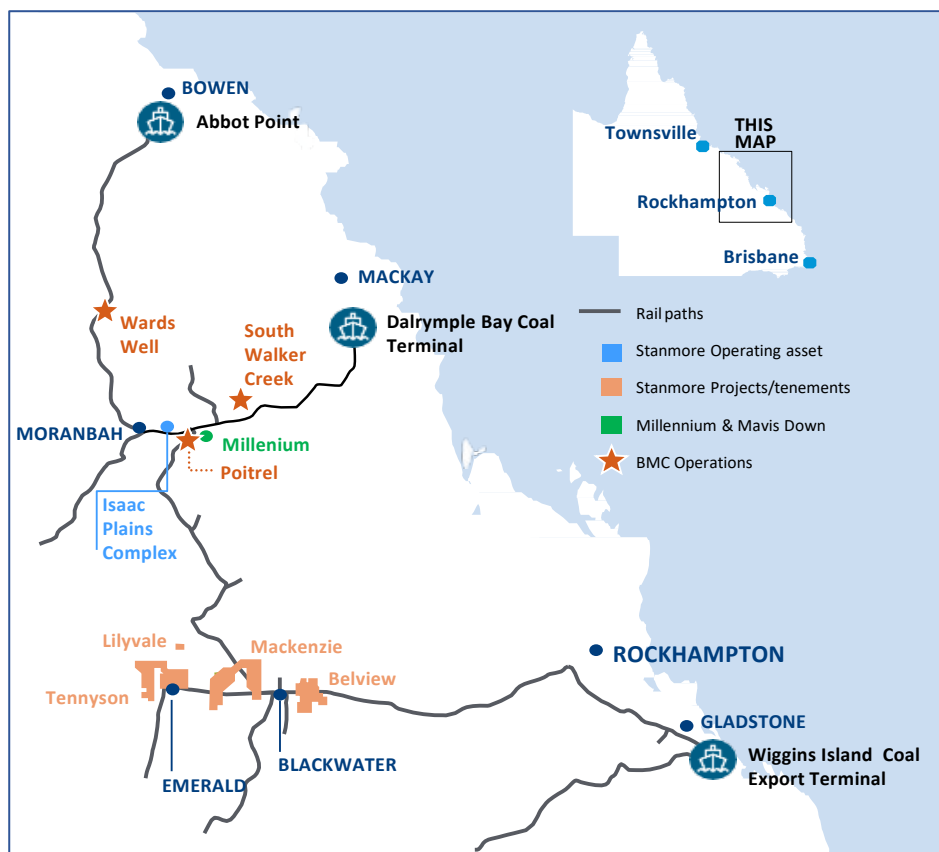 BOWEN
Abbot Point
Townsville
THIS
MAP
Rockhampton
Brisbane
MACKAY
Dalrymple Bay Coal
Terminal
Wards
Well
South
Walker
Creek
MORANBAH
Millenium
Poitrel
Isaac
Plains
Complex
Rail paths
Stanmore Operating asset
Stanmore Projects/tenements
Millennium & Mavis Down
BMC Operations
Lilyvale
Mackenzie
Tennyson
Belview
ROCKHAMPTON
GLADSTONE
EMERALD
BLACKWATER
Wiggins Island Coal
Export Terminal